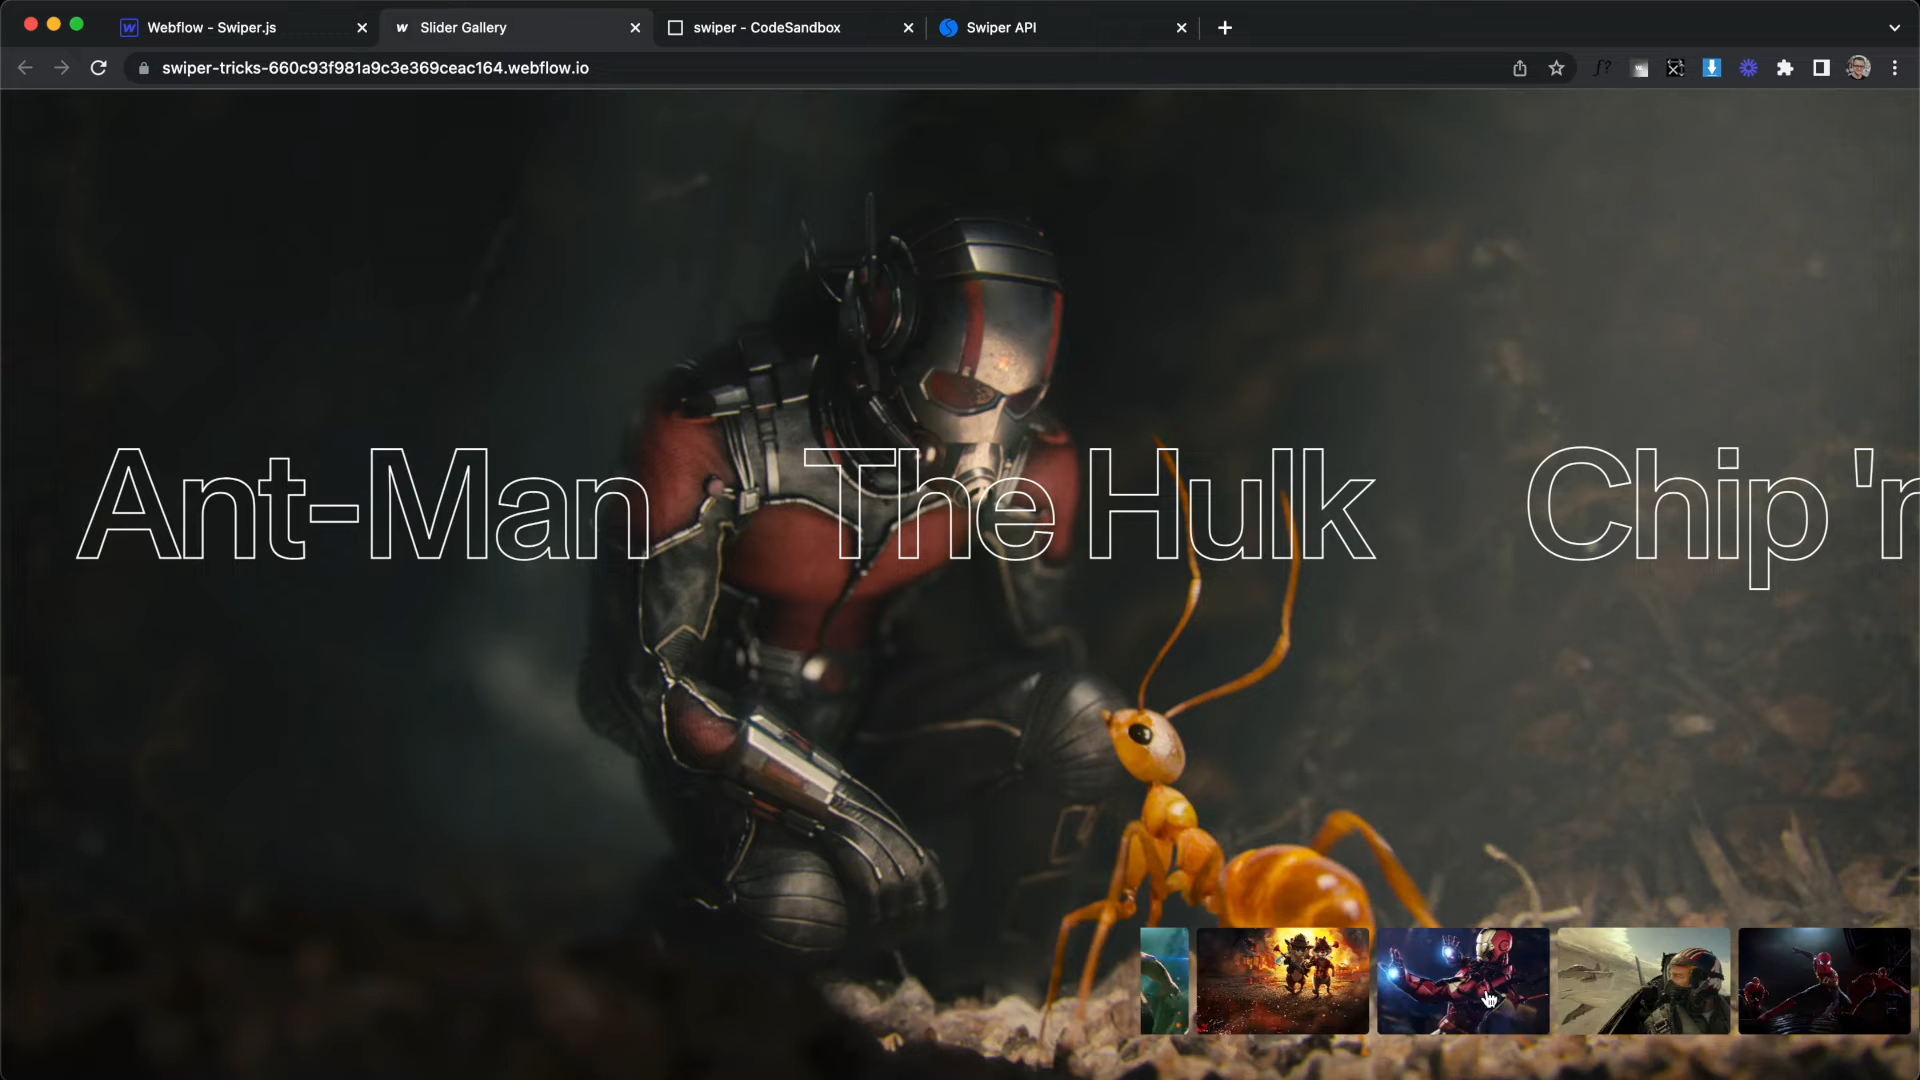 Webflow - Swiper.js
Slider Gallery
swiper - CodeSandbox
Swiper API
swiper-tricks-660c93f981a9c3e369ceac164.webflow.io
Ant-Man
The Hulk
Chip 'n